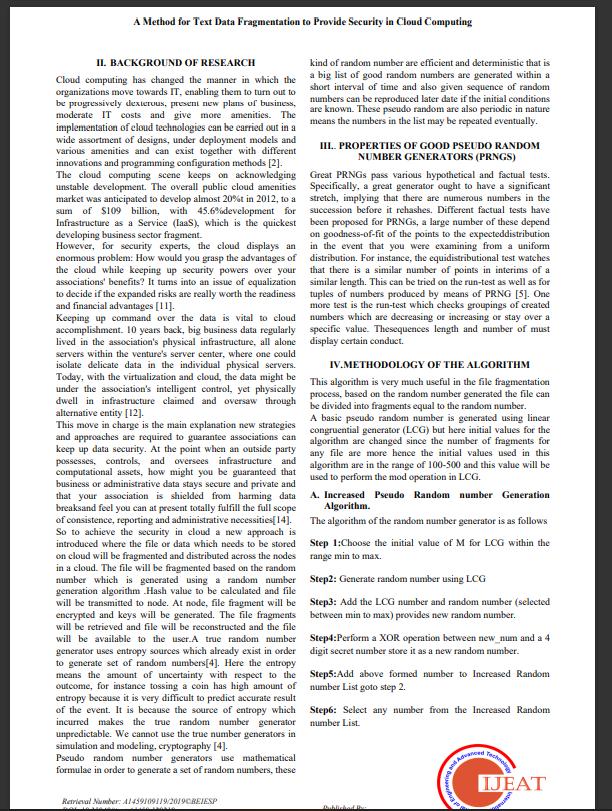 A Method for Text Data Fragmentation to Provide Security in Cloud Computing
II. BACKGROUND OF RESEARCH
Cloud computing has changed the manner in which the
organizations move towards IT, enabling them to turn out to
be progressively dexterous, present new plans of business,
moderate IT costs and give more amenities. The
implementation of cloud technologies can be carried out in a
wide assortment of designs, under deployment models and
various amenities and can exist together with different
innovations and programming configuration methods [2].
The cloud computing scene keeps on acknowledging
unstable development. The overall public cloud amenities
market was anticipated to develop almost 20%t in 2012, to a
sum of $109 billion, with 45.6%development for
Infrastructure as a Service (IaaS), which is the quickest
developing business sector fragment.
However, for security experts, the cloud displays an
enormous problem: How would you grasp the advantages of
the cloud while keeping up security powers over your
associations' benefits? It turns into an issue of equalization
to decide if the expanded risks are really worth the readiness
and financial advantages [11].
Keeping up command over the data is vital to cloud
accomplishment. 10 years back, big business data regularly
lived in the association's physical infrastructure, all alone
servers within the venture's server center, where one could
isolate delicate data in the individual physical servers.
Today, with the virtualization and cloud, the data might be
under the association's intelligent control, yet physically
dwell in infrastructure claimed and oversaw through
alternative entity [12].
This move in charge is the main explanation new strategies
and approaches are required to guarantee associations can
keep up data security. At the point when an outside party
possesses, controls, and oversees infrastructure and
computational assets, how might you be guaranteed that
business or administrative data stays secure and private and
that your association is shielded from harming data
breaksand feel you can at present totally fulfill the full scope
of consistence, reporting and administrative necessities[14].
So to achieve the security in cloud a new approach is
introduced where the file or data which needs to be stored
on cloud will be fragmented and distributed across the nodes
in a cloud. The file will be fragmented based on the random
number which is generated using a random number
generation algorithm .Hash value to be calculated and file
will be transmitted to node. At node, file fragment will be
encrypted and keys will be generated. The file fragments
will be retrieved and file will be reconstructed and the file
will be available to the user.A true random number
generator uses entropy sources which already exist in order
to generate set of random numbers[4]. Here the entropy
means the amount of uncertainty with respect to the
outcome, for instance tossing a coin has high amount of
entropy because it is very difficult to predict accurate result
of the event. It is because of the source of entropy which
incurred makes the true random number generator
unpredictable. We cannot use the true number generators in
simulation and modeling, cryptography [4].
Pseudo random number generators use mathematical
formulae in order to generate a set of random numbers, these
kind of random number are efficient and deterministic that is
a big list of good random numbers are generated within a
short interval of time and also given sequence of random
numbers can be reproduced later date if the initial conditions
are known. These pseudo random are also periodic in nature
means the numbers in the list may be repeated eventually.
III. PROPERTIES OF GOOD PSEUDO RANDOM
NUMBER GENERATORS (PRNGS)
Great PRNGs pass various hypothetical and factual tests.
Specifically, a great generator ought to have a significant
stretch, implying that there are numerous numbers in the
succession before it rehashes. Different factual tests have
been proposed for PRNGs, a large number of these depend
on goodness-of-fit of the points to the expecteddistribution
in the event that you were examining from a uniform
distribution. For instance, the equidistributional test watches
that there is a similar number of points in interims of a
similar length. This can be tried on the run-test as well as for
tuples of numbers produced by means of PRNG [5]. One
more test is the run-test which checks groupings of created
numbers which are decreasing or increasing or stay over a
specific value. Thesequences length and number of must
display certain conduct.
IV.METHODOLOGY OF THE ALGORITHM
This algorithm is very much useful in the file fragmentation
process, based on the random number generated the file can
be divided into fragments equal to the random number.
A basic pseudo random number is generated using linear
congruential generator (LCG) but here initial values for the
algorithm are changed since the number of fragments for
any file are more hence the initial values used in this
algorithm are in the range of 100-500 and this value will be
used to perform the mod operation in LCG.
A. Increased Pseudo Random number Generation
Algorithm.
The algorithm of the random number generator is as follows
Step 1:Choose the initial value of M for LCG within the
range min to max.
Step2: Generate random number using LCG
Step3: Add the LCG number and random number (selected
between min to max) provides new random number.
Step4:Perform a XOR operation between new_num and a 4
digit secret number store it as a new random number.
Step5:Add above formed number to Increased Random
number List goto step 2.
Step6: Select any number from the Increased Random
number List.
Retrieval Number: A1459109119/2019©BEIESP
Published By:
and Advanced Technology
IJEAT